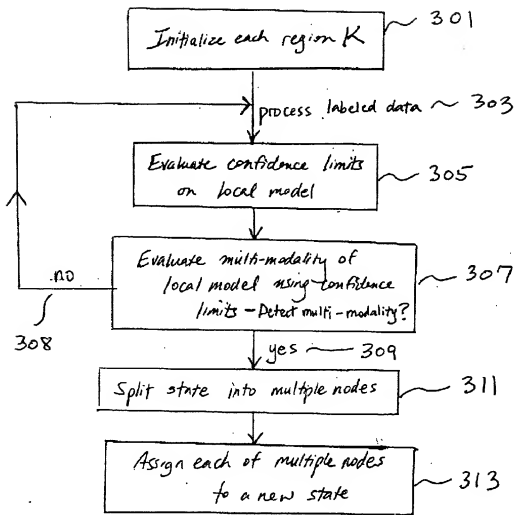 Initialize each region K
301
process labeled data
303
Evaluate confidence limits
on local model
305
Evaluate multi-modality of
local model using confidence
limits - Detect multi-modality?
307
no
308
yes
309
Split state into multiple nodes
311
Assign each of multiple nodes
to a new state
313